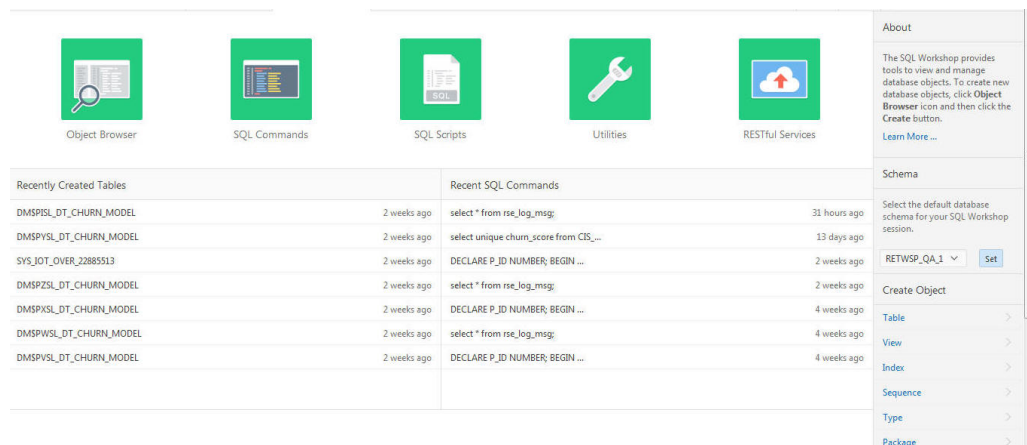 SQL
Object Browser
SQL Commands
SQL Scripts
Utilities
RESTful Services
Recently Created Tables
DM$PISL_DT_CHURN_MODEL 2 weeks ago
DM$PYSL_DT_CHURN_MODEL 2 weeks ago
SYS_IOT_OVER_22885513 2 weeks ago
DM$PZSL_DT_CHURN_MODEL 2 weeks ago
DM$PXSL_DT_CHURN_MODEL 2 weeks ago
DM$PWSL_DT_CHURN_MODEL 2 weeks ago
DM$PVSL_DT_CHURN_MODEL 2 weeks ago
Recent SQL Commands
select * from rse_log_msg; 31 hours ago
select unique churn_score from CIS_... 13 days ago
DECLARE P_ID NUMBER; BEGIN ... 2 weeks ago
select * from rse_log_msg; 2 weeks ago
DECLARE P_ID NUMBER; BEGIN ... 4 weeks ago
select * from rse_log_msg; 4 weeks ago
DECLARE P_ID NUMBER; BEGIN ... 4 weeks ago
About
The SQL Workshop provides
tools to view and manage
database objects. To create new
database objects, click Object
Browser icon and then click the
Create button.
Learn More ...
Schema
Select the default database
schema for your SQL Workshop
session.
RETWSP_QA_1 Set
Create Object
Table
View
Index
Sequence
Type
Package